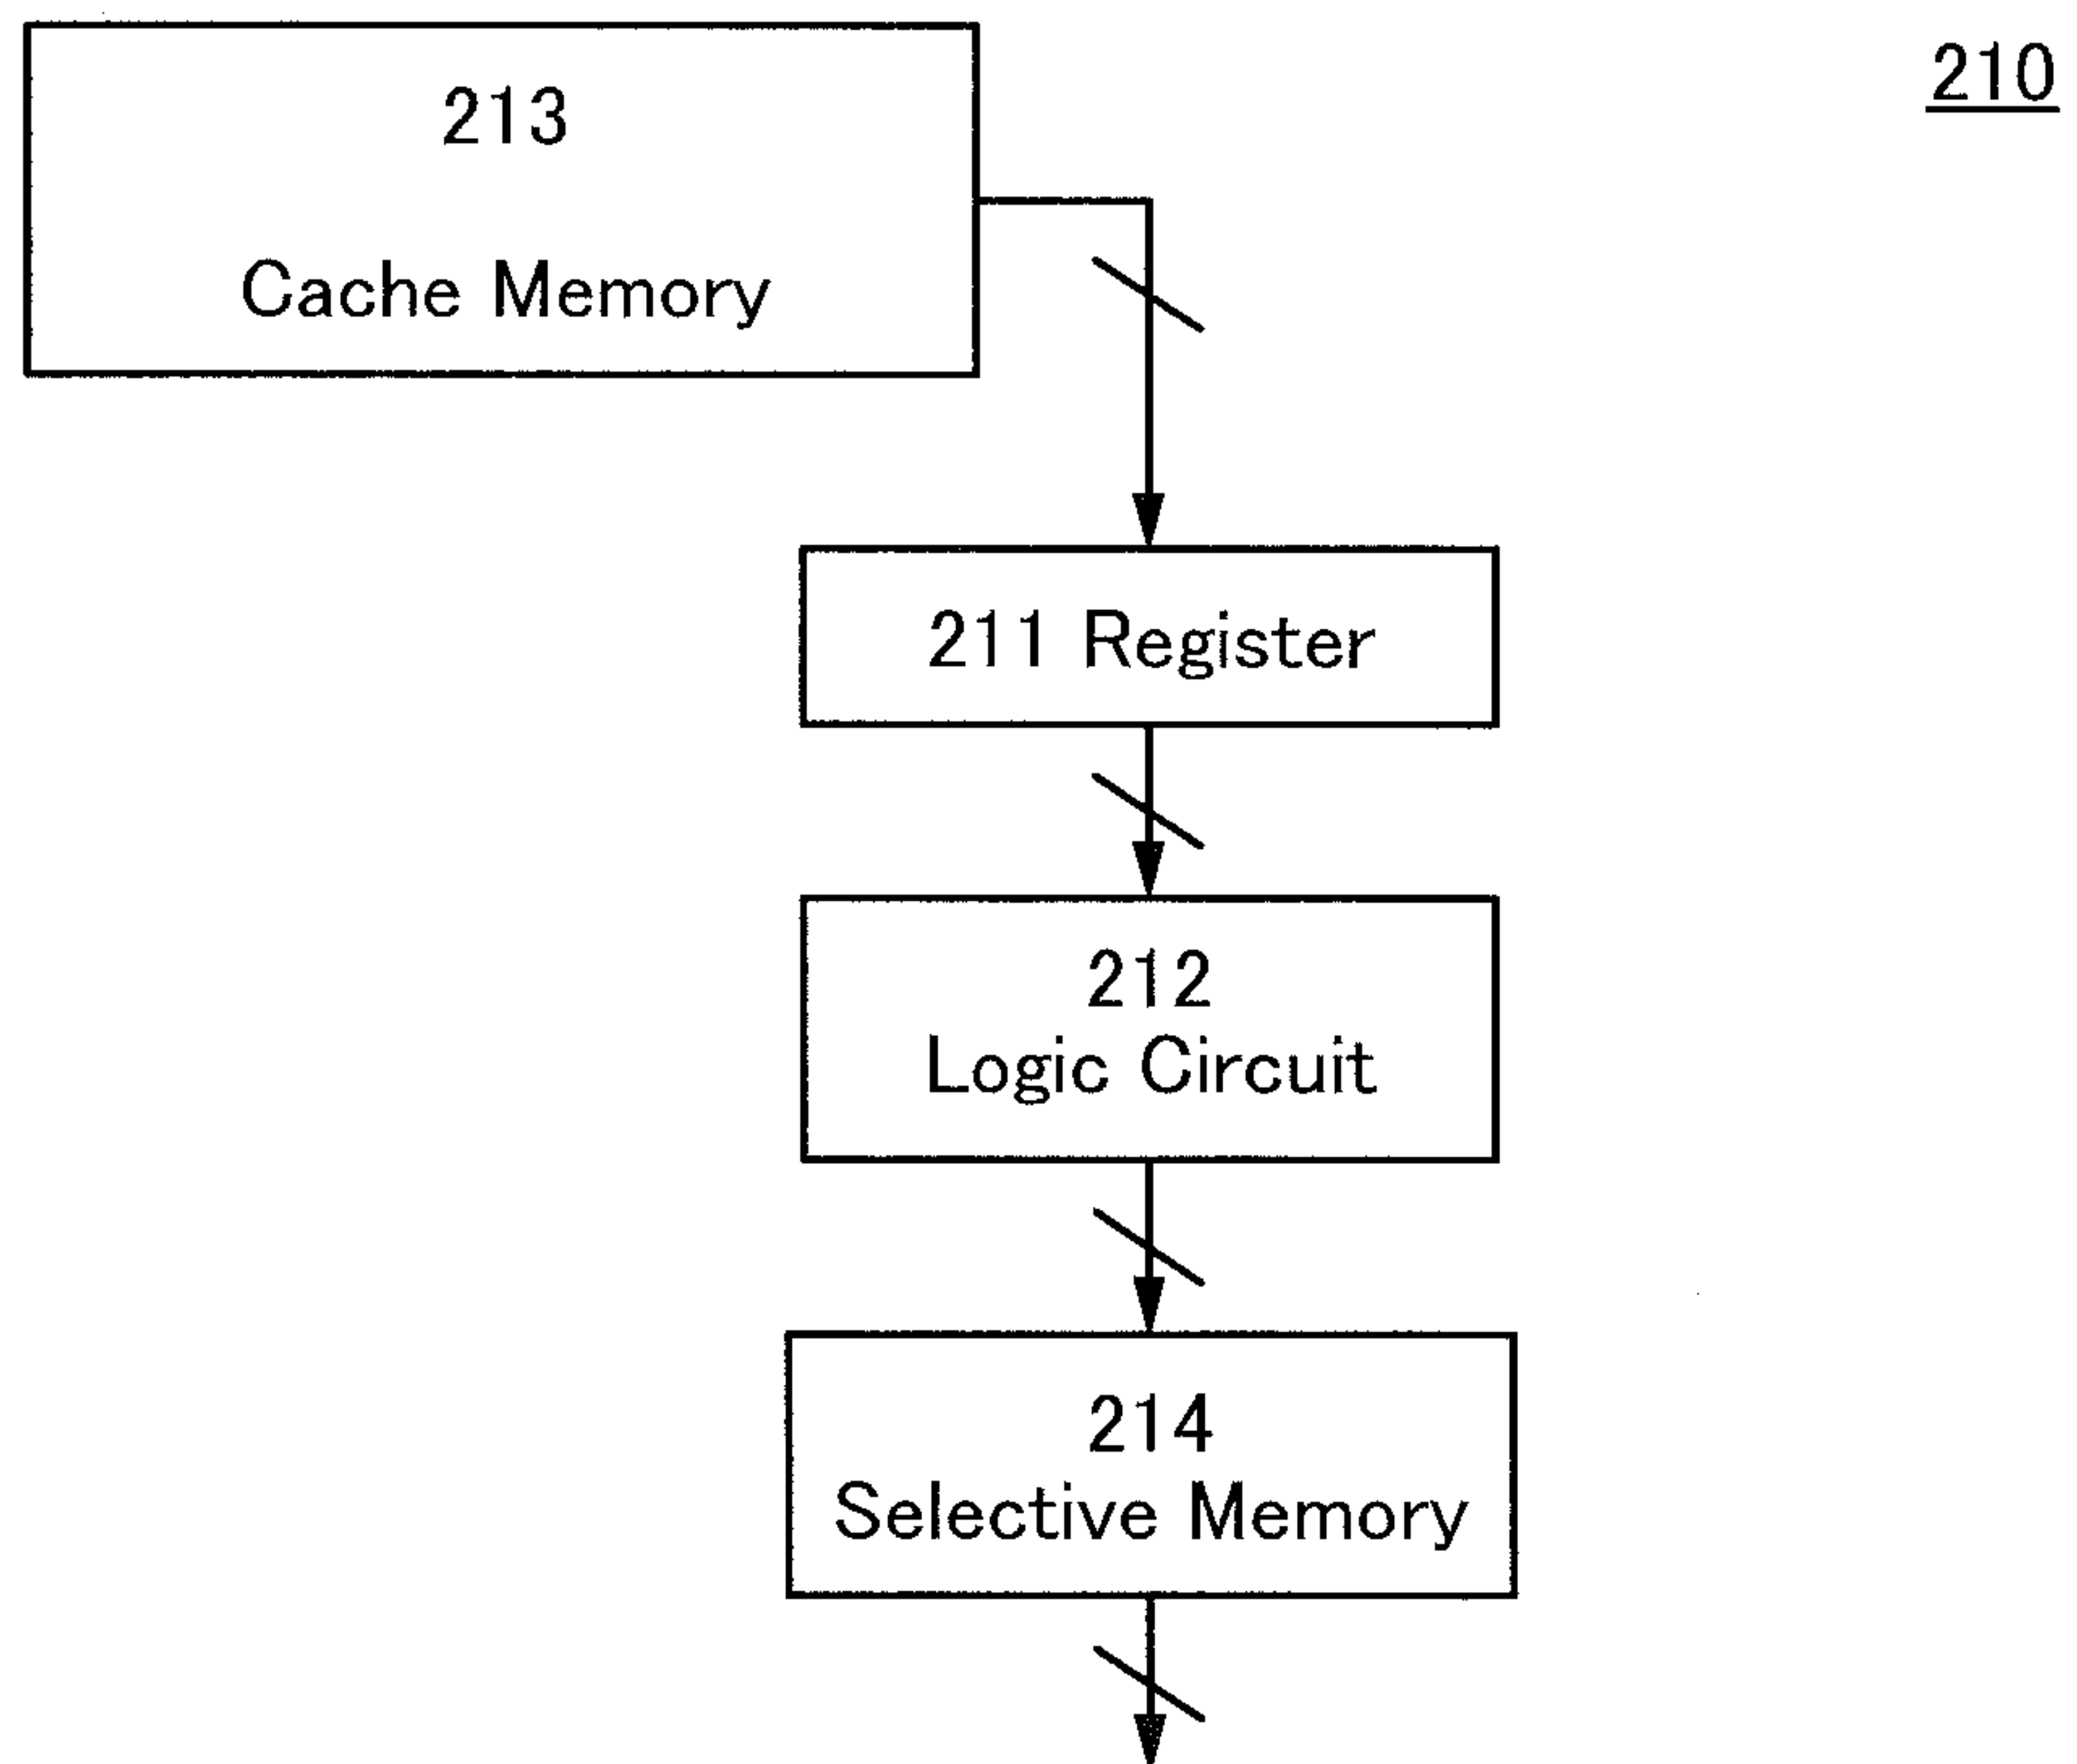 210
213
Cache Memory
211 Register
212
Logic Circuit
214
Selective Memory